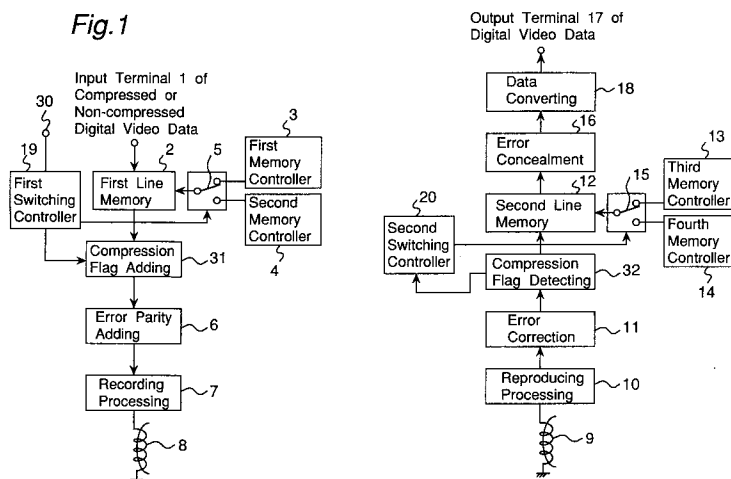 Fig.1
Input Terminal 1 of
Compressed or
Non-compressed
Digital Video Data
30
19
First
Switching
Controller
2
First Line
Memory
5
3
First
Memory
Controller
Second
Memory
Controller
4
Compression
Flag Adding
31
Error Parity
Adding
6
Recording
Processing
7
8
Output Terminal 17 of
Digital Video Data
Data
Converting
18
16
Error
Concealment
12
Second Line
Memory
15
13
Third
Memory
Controller
Fourth
Memory
Controller
14
20
Second
Switching
Controller
Compression
Flag Detecting
32
Error
Correction
11
Reproducing
Processing
10
9